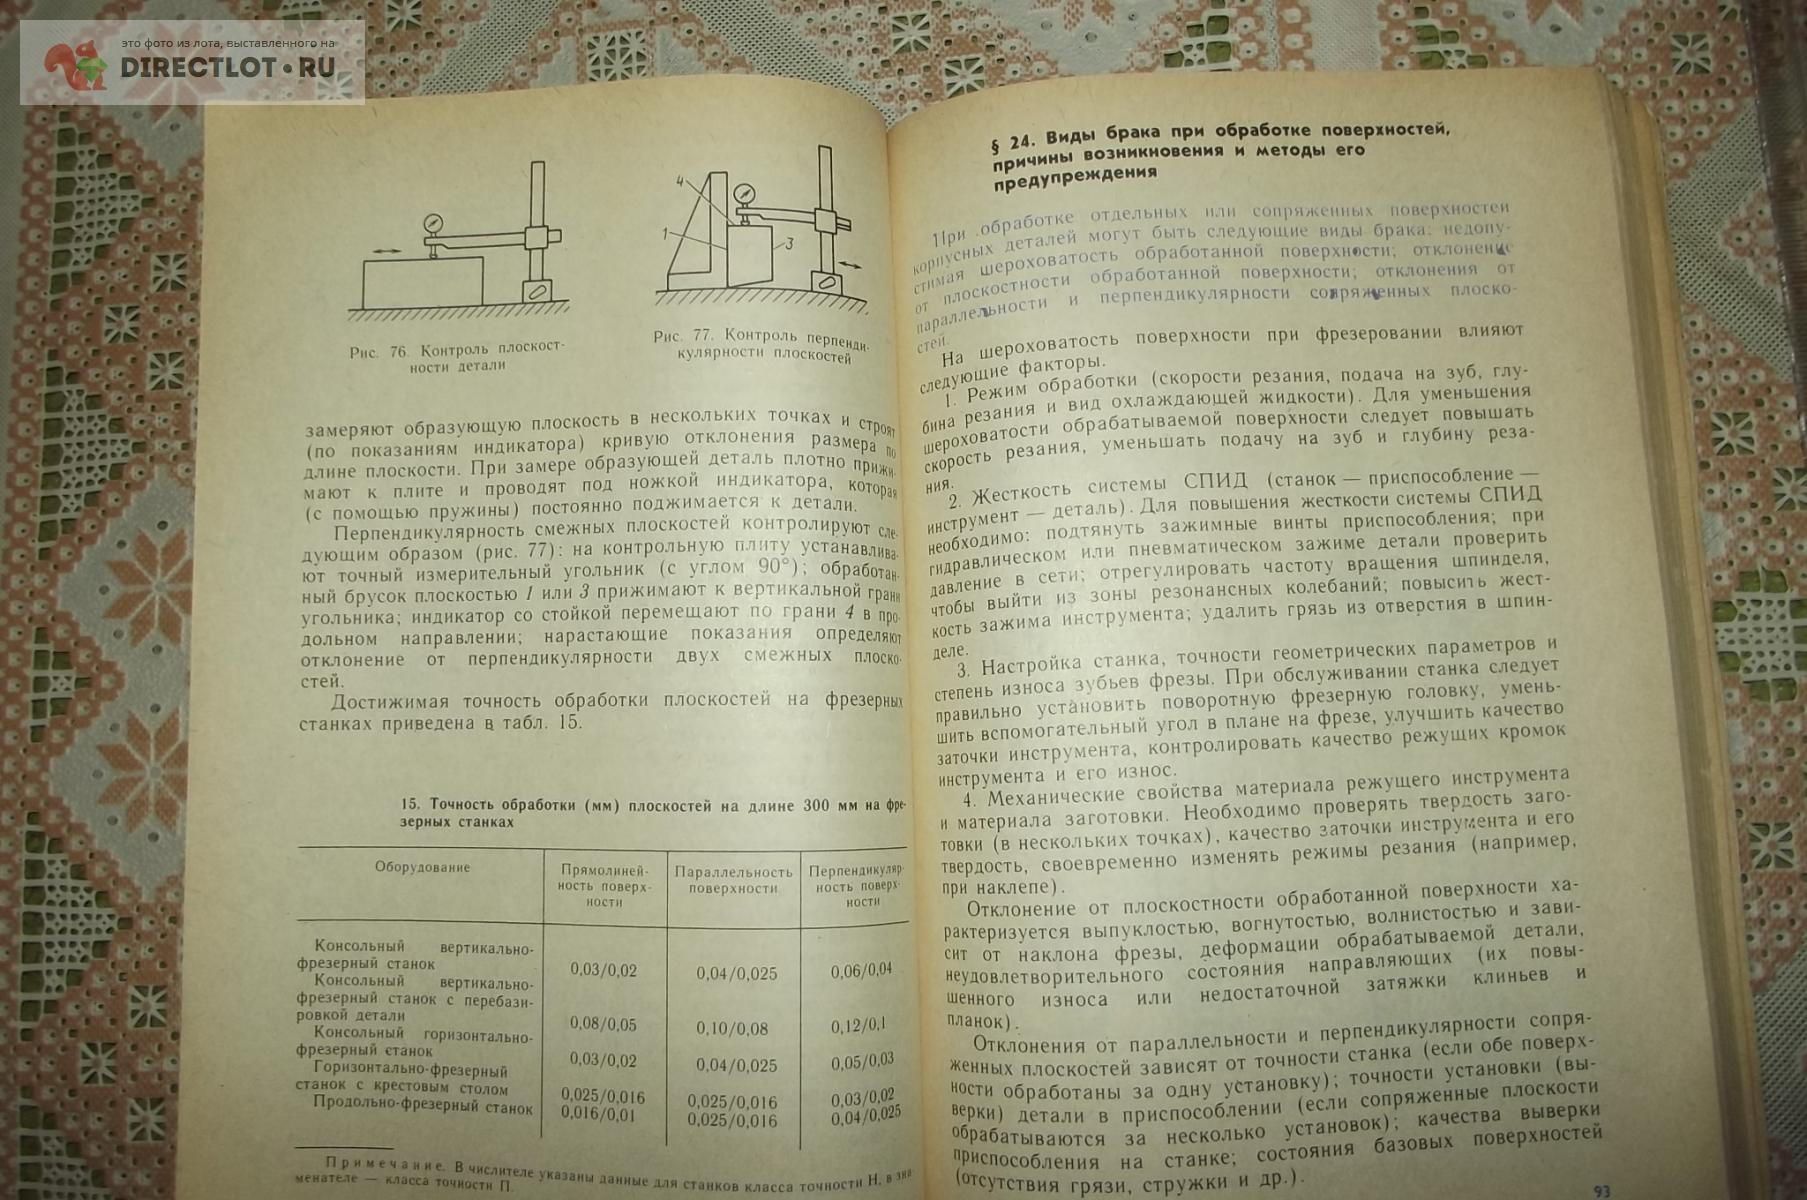 это фото из лота, выставленного на
DIRECTLOT.RU
4
1
3
Рис. 76. Контроль плоскост-
ности детали
Рис. 77. Контроль перпенди-
кулярности плоскостей
замеряют образующую плоскость в нескольких точках и строят
(по показаниям индикатора) кривую отклонения размера по
длине плоскости. При замере образующей деталь плотно прижи-
мают к плите и проводят под ножкой индикатора, которая
(с помощью пружины) постоянно поджимается к детали.
Перпендикулярность смежных плоскостей контролируют сле-
дующим образом (рис. 77): на контрольную плиту устанавлива-
ют точный измерительный угольник (с углом 90°); обработан-
ный брусок плоскостью 1 или 3 прижимают к вертикальной грани
угольника; индикатор со стойкой перемещают по грани 4 в про-
дольном направлении; нарастающие показания определяют
отклонение от перпендикулярности двух смежных плоско-
стей.
Достижимая точность обработки плоскостей на фрезерных
станках приведена в табл. 15.
15. Точность обработки (мм) плоскостей на длине 300 мм на фре-
зерных станках
Оборудование
Прямолиней-
ность поверх-
ности
Параллельность
поверхности
Перпендикуляр-
ность поверх-
ности
Консольный вертикально-
фрезерный станок
0,03/0,02
0,04/0,025
0,06/0,04
Консольный вертикально-
фрезерный станок с перебази-
ровкой детали
0,08/0,05
0,10/0,08
0,12/0,1
Консольный горизонтально-
фрезерный станок
0,03/0,02
0,04/0,025
0,05/0,03
Горизонтально-фрезерный
станок с крестовым столом
0,025/0,016
0,025/0,016
0,03/0,02
Продольно-фрезерный станок
0,016/0,01
0,025/0,016
0,04/0,025
Примечание. В числителе указаны данные для станков класса точности Н, в зна-
менателе — класса точности П.
§ 24. Виды брака при обработке поверхностей,
причины возникновения и методы его
предупреждения
При обработке отдельных или сопряженных поверхностей
корпусных деталей могут быть следующие виды брака: недопу-
стимая шероховатость обработанной поверхности; отклонение
от плоскостности обработанной поверхности; отклонения от
параллельности и перпендикулярности сопряженных плоско-
стей.
На шероховатость поверхности при фрезеровании влияют
следующие факторы.
1. Режим обработки (скорости резания, подача на зуб, глу-
бина резания и вид охлаждающей жидкости). Для уменьшения
шероховатости обрабатываемой поверхности следует повышать
скорость резания, уменьшать подачу на зуб и глубину реза-
ния.
2. Жесткость системы СПИД (станок — приспособление —
инструмент — деталь). Для повышения жесткости системы СПИД
необходимо: подтянуть зажимные винты приспособления; при
гидравлическом или пневматическом зажиме детали проверить
давление в сети; отрегулировать частоту вращения шпинделя,
чтобы выйти из зоны резонансных колебаний; повысить жест-
кость зажима инструмента; удалить грязь из отверстия в шпин-
деле.
3. Настройка станка, точности геометрических параметров и
степень износа зубьев фрезы. При обслуживании станка следует
правильно установить поворотную фрезерную головку, умень-
шить вспомогательный угол в плане на фрезе, улучшить качество
заточки инструмента, контролировать качество режущих кромок
инструмента и его износ.
4. Механические свойства материала режущего инструмента
и материала заготовки. Необходимо проверять твердость заго-
товки (в нескольких точках), качество заточки инструмента и его
твердость, своевременно изменять режимы резания (например,
при наклепе).
Отклонение от плоскостности обработанной поверхности ха-
рактеризуется выпуклостью, вогнутостью, волнистостью и зави-
сит от наклона фрезы, деформации обрабатываемой детали,
неудовлетворительного состояния направляющих (их повы-
шенного износа или недостаточной затяжки клиньев и
планок).
Отклонения от параллельности и перпендикулярности сопря-
женных плоскостей зависят от точности станка (если обе поверх-
ности обработаны за одну установку); точности установки (вы-
верки) детали в приспособлении (если сопряженные плоскости
обрабатываются за несколько установок); качества выверки
приспособления на станке; состояния базовых поверхностей
(отсутствия грязи, стружки и др.).
93